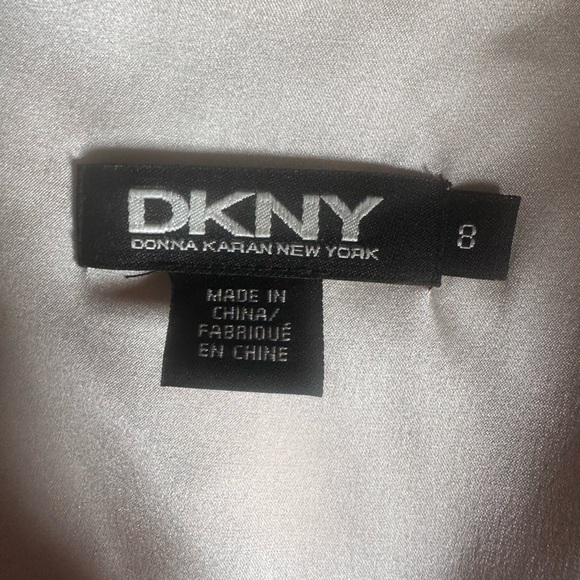 DKNY
DONNA KARAN NEW YORK
8
MADE IN
CHINA/
FABRIQUÉ
EN CHINE